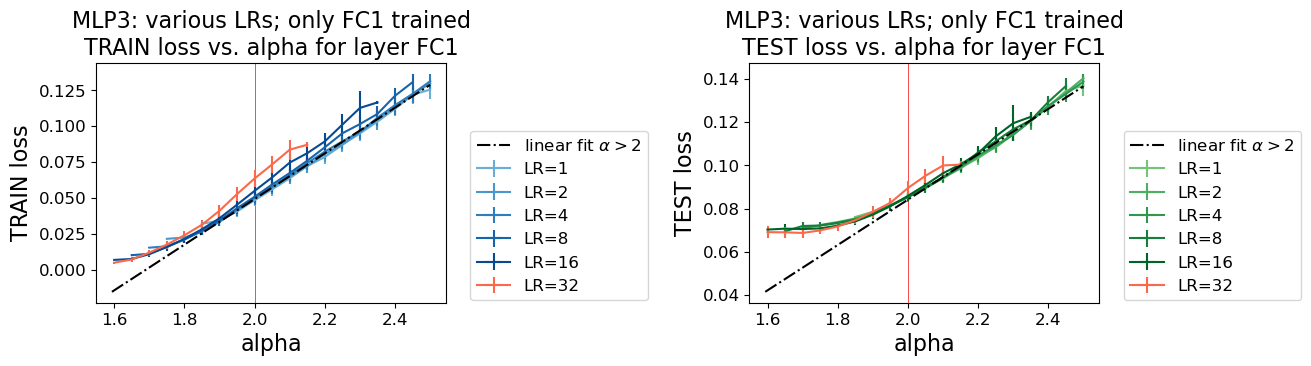 MLP3: various LRs; only FC1 trained
TRAIN loss vs. alpha for layer FC1
TRAIN loss
0.125
0.100
0.075
0.050
0.025
0.000
1.6 1.8 2.0 2.2 2.4
alpha
linear fit α > 2
LR=1
LR=2
LR=4
LR=8
LR=16
LR=32
MLP3: various LRs; only FC1 trained
TEST loss vs. alpha for layer FC1
TEST loss
0.14
0.12
0.10
0.08
0.06
0.04
1.6 1.8 2.0 2.2 2.4
alpha
linear fit α > 2
LR=1
LR=2
LR=4
LR=8
LR=16
LR=32